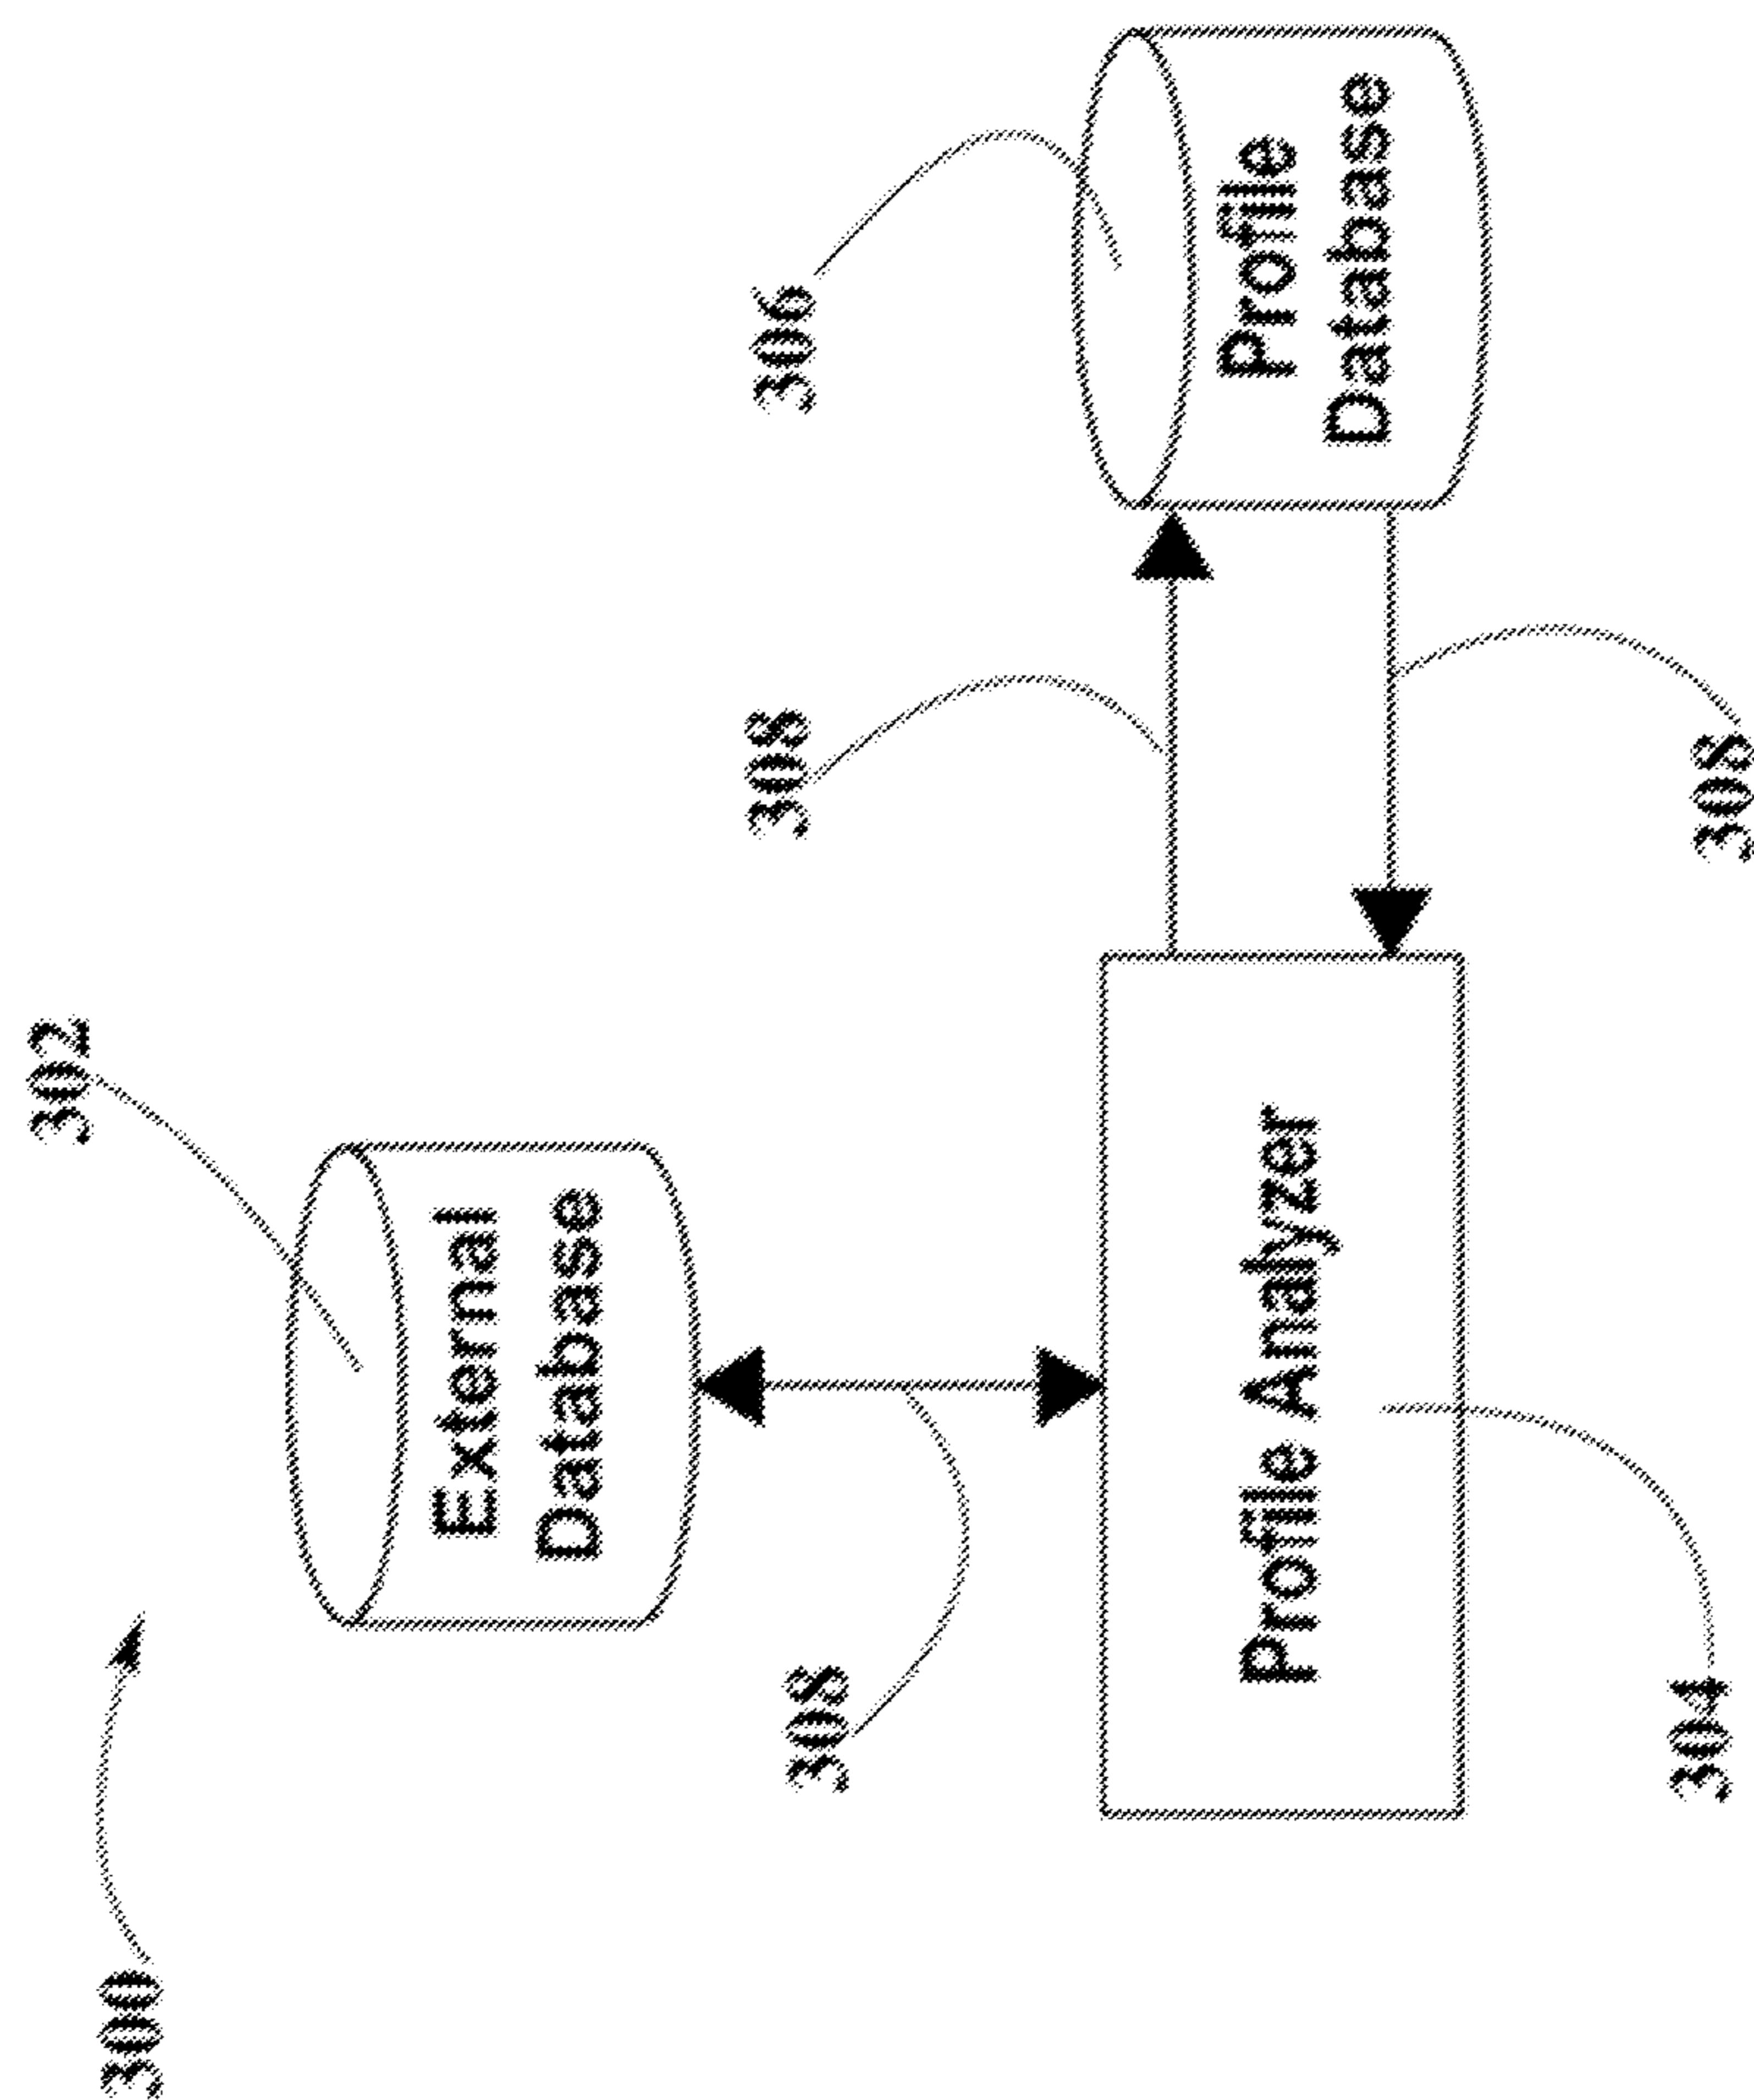 300
302
External
Database
308
Profile Analyzer
304
308
308
306
Profile
Database